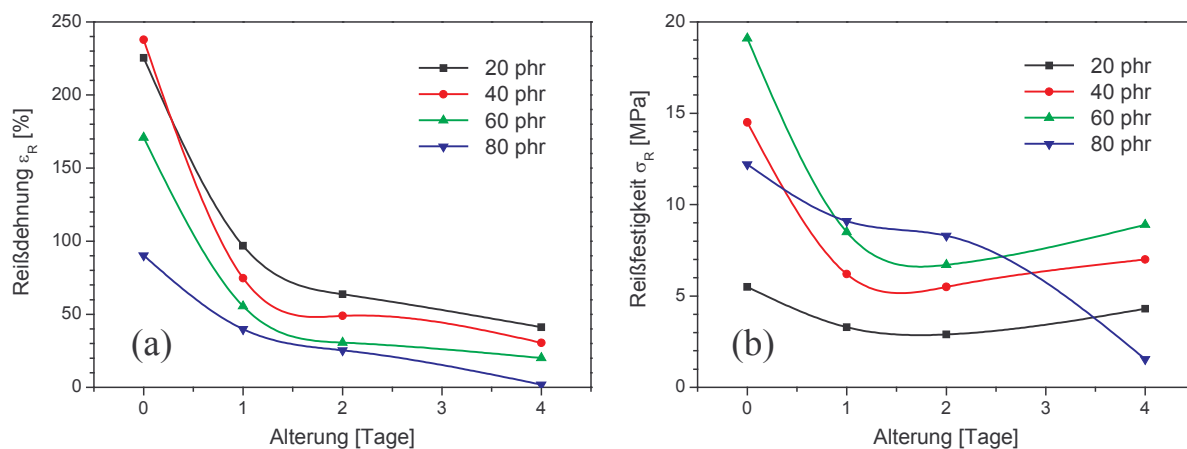 250
200
150
100
50
0
0
1
2
3
4
Reißdehnung ε_R [%]
Alterung [Tage]
20 phr
40 phr
60 phr
80 phr
(a)
20
15
10
5
0
0
1
2
3
4
Reißfestigkeit σ_R [MPa]
Alterung [Tage]
20 phr
40 phr
60 phr
80 phr
(b)